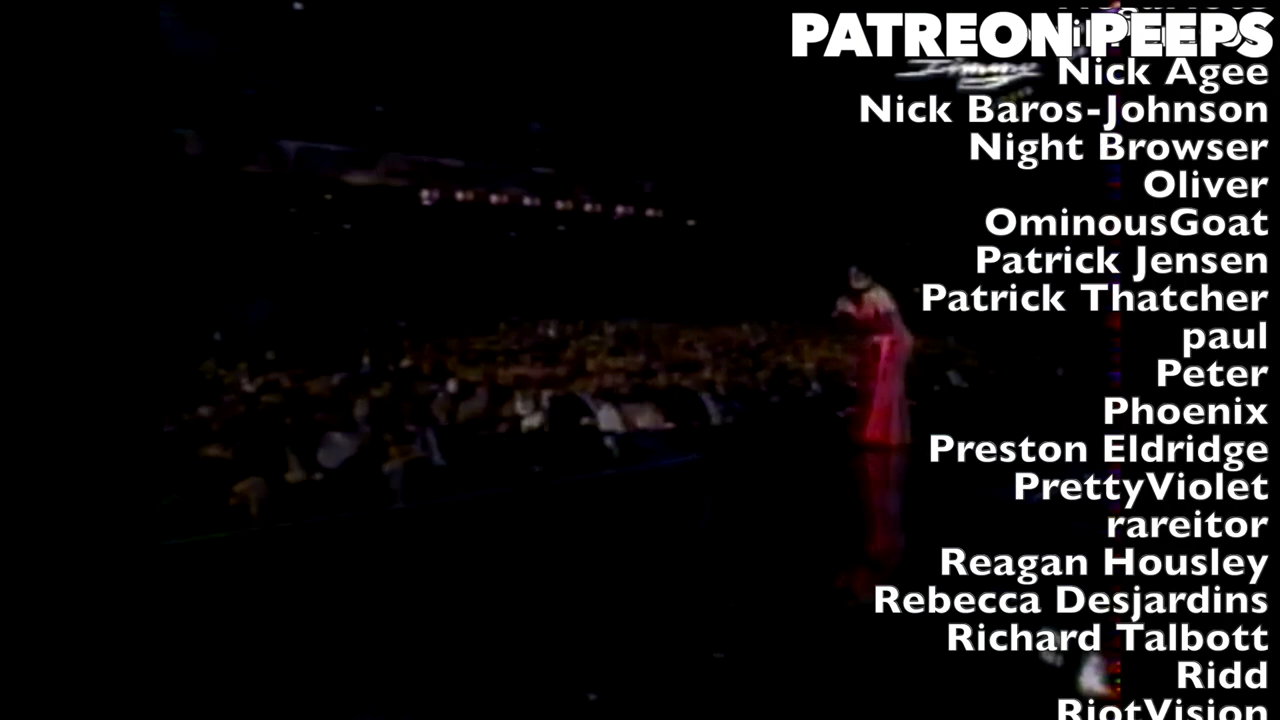 PATREON PEEPS
Nick Agee
Nick Baros-Johnson
Night Browser
Oliver
OminousGoat
Patrick Jensen
Patrick Thatcher
paul
Peter
Phoenix
Preston Eldridge
PrettyViolet
rareitor
Reagan Housley
Rebecca Desjardins
Richard Talbott
Ridd
RiotVision